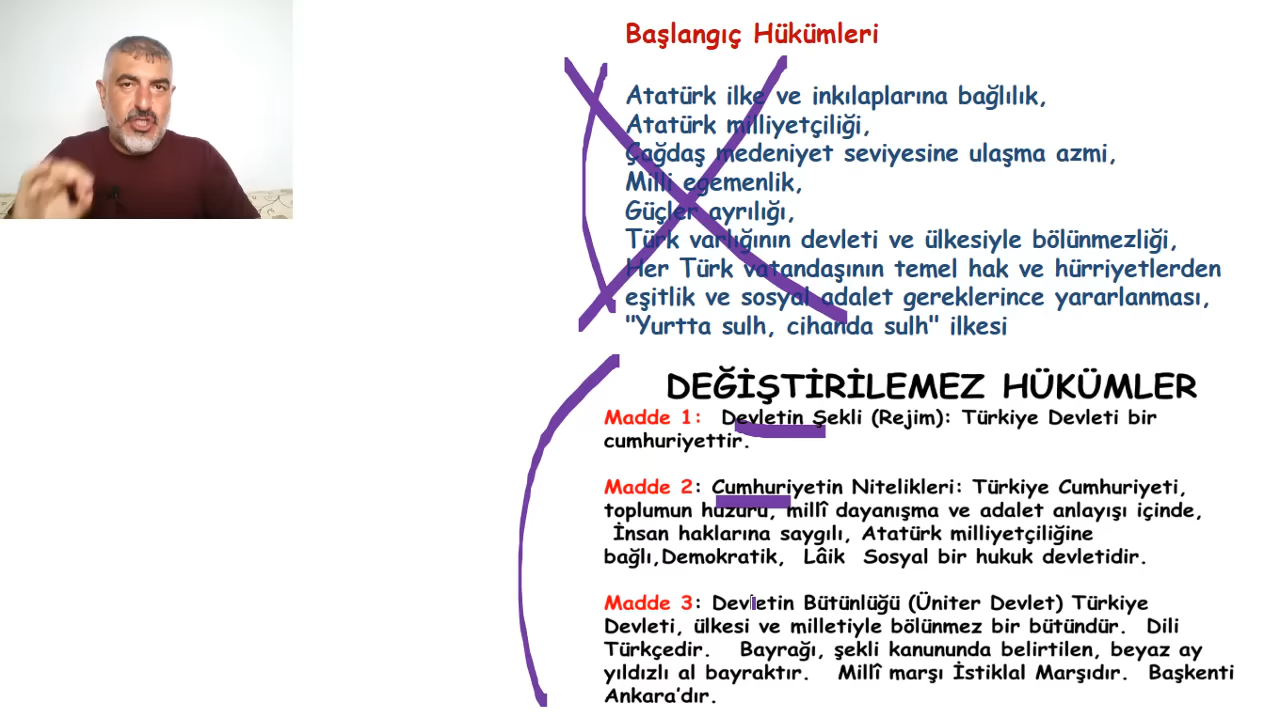 Başlangıç Hükümleri
Atatürk ilke ve inkılaplarına bağlılık,
Atatürk milliyetçiliği,
Çağdaş medeniyet seviyesine ulaşma azmi,
Milli egemenlik,
Güçler ayrılığı,
Türk varlığının devleti ve ülkesiyle bölünmezliği,
Her Türk vatandaşının temel hak ve hürriyetlerden
eşitlik ve sosyal adalet gereklerince yararlanması,
"Yurtta sulh, cihanda sulh" ilkesi
DEĞİŞTİRİLEMEZ HÜKÜMLER
Madde 1: Devletin Şekli (Rejim): Türkiye Devleti bir
cumhuriyettir.
Madde 2: Cumhuriyetin Nitelikleri: Türkiye Cumhuriyeti,
toplumun huzuru, millî dayanışma ve adalet anlayışı içinde,
İnsan haklarına saygılı, Atatürk milliyetçiliğine
bağlı,Demokratik, Lâik Sosyal bir hukuk devletidir.
Madde 3: Devletin Bütünlüğü (Üniter Devlet) Türkiye
Devleti, ülkesi ve milletiyle bölünmez bir bütündür. Dili
Türkçedir. Bayrağı, şekli kanununda belirtilen, beyaz ay
yıldızlı al bayraktır. Millî marşı İstiklal Marşıdır. Başkenti
Ankara'dır.